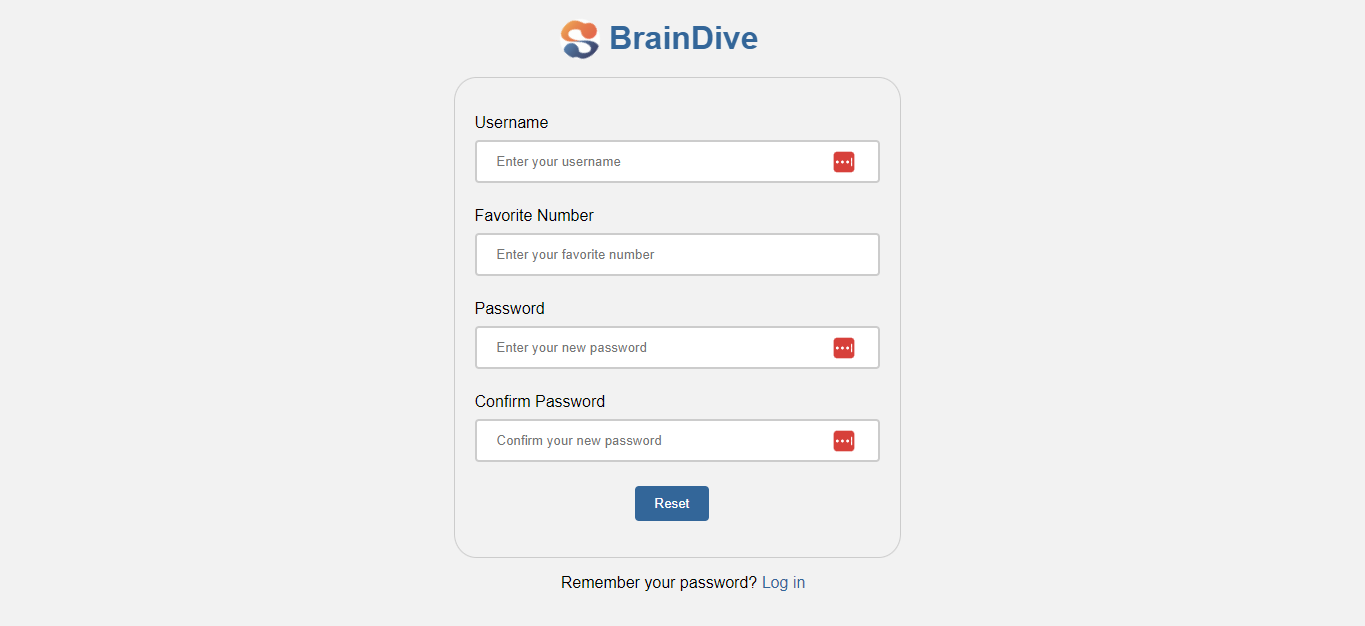 BrainDive
Username
Enter your username
Favorite Number
Enter your favorite number
Password
Enter your new password
Confirm Password
Confirm your new password
Reset
Remember your password? Log in